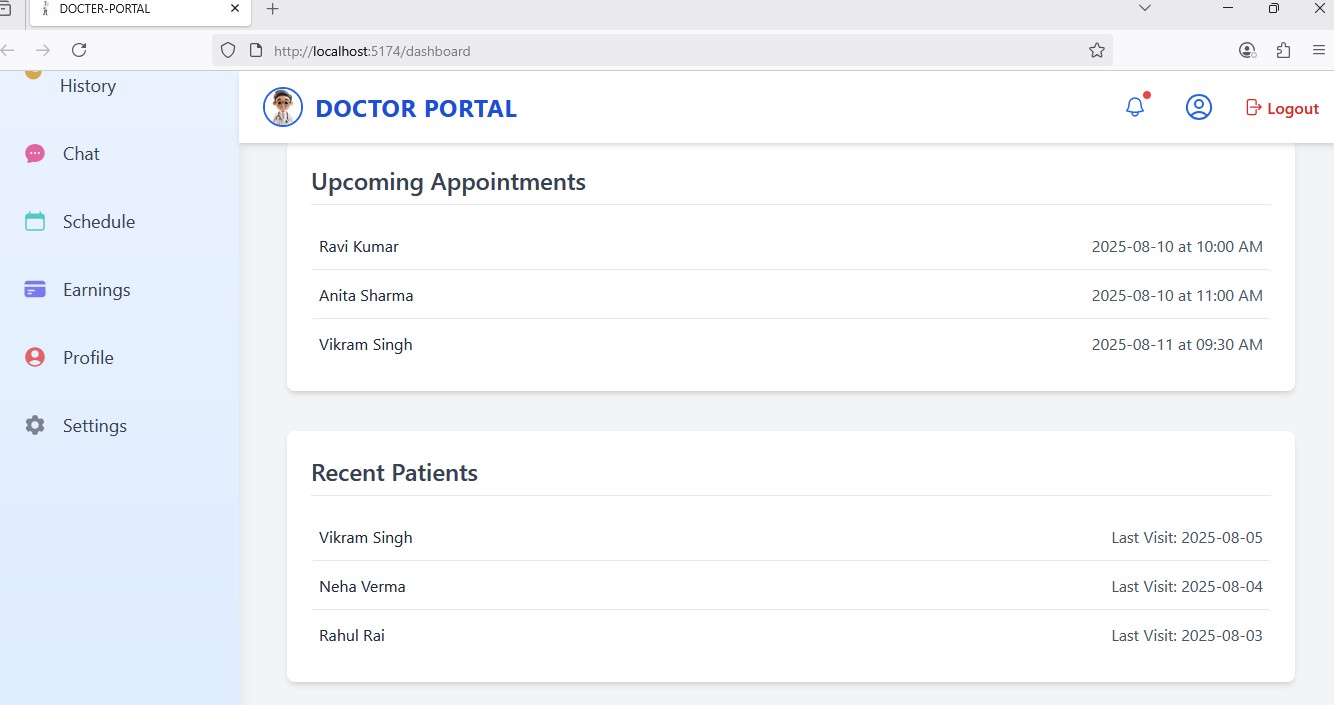 DOCTER-PORTAL
http://localhost:5174/dashboard
History
Chat
Schedule
Earnings
Profile
Settings
DOCTOR PORTAL
Logout
Upcoming Appointments
Ravi Kumar 2025-08-10 at 10:00 AM
Anita Sharma 2025-08-10 at 11:00 AM
Vikram Singh 2025-08-11 at 09:30 AM
Recent Patients
Vikram Singh Last Visit: 2025-08-05
Neha Verma Last Visit: 2025-08-04
Rahul Rai Last Visit: 2025-08-03